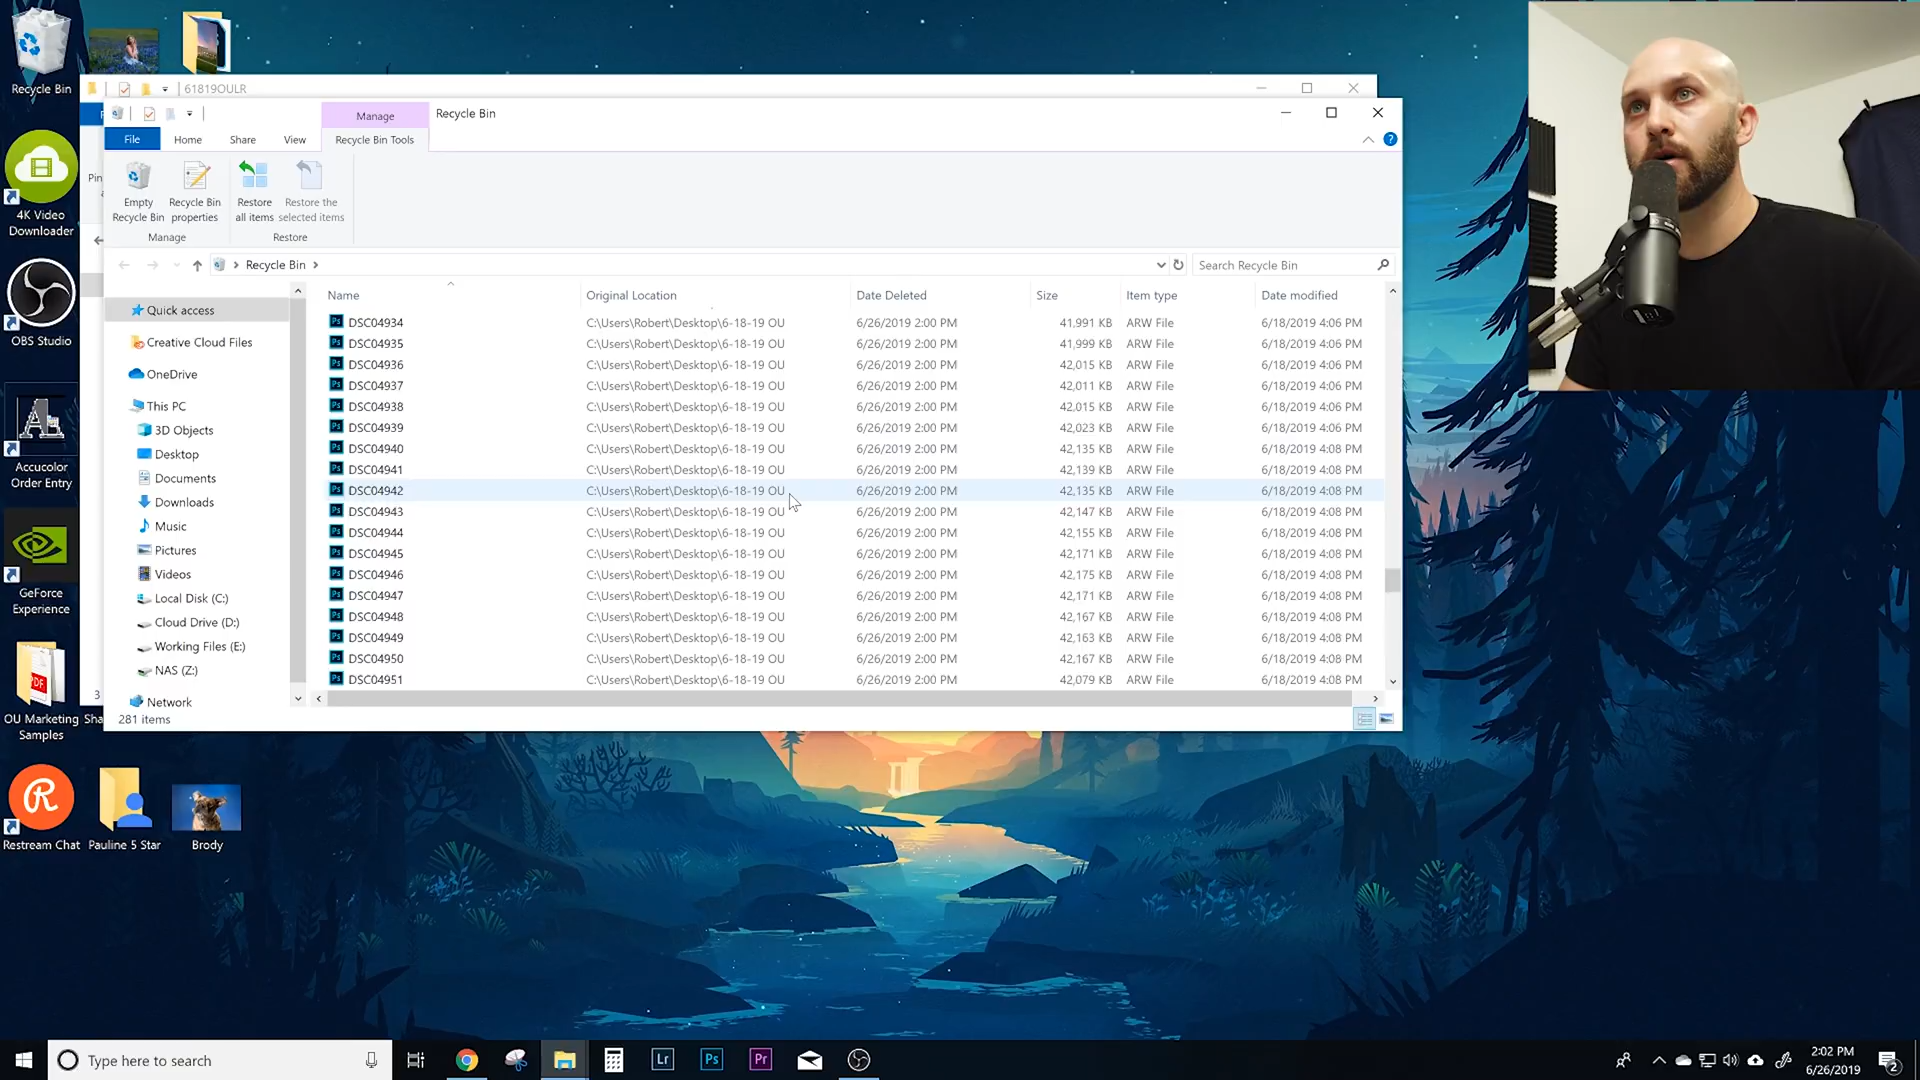 Recycle Bin
61819OULR
Manage
Recycle Bin
File
Home
Share
View
Recycle Bin Tools
Empty
Recycle Bin
Recycle Bin
properties
Restore
all items
Restore the
selected items
Manage
Restore
Recycle Bin
Search Recycle Bin
Name
Original Location
Date Deleted
Size
Item type
Date modified
DSC04934 C:\Users\Robert\Desktop\6-18-19 OU 6/26/2019 2:00 PM 41,991 KB ARW File 6/18/2019 4:06 PM
DSC04935 C:\Users\Robert\Desktop\6-18-19 OU 6/26/2019 2:00 PM 41,999 KB ARW File 6/18/2019 4:06 PM
DSC04936 C:\Users\Robert\Desktop\6-18-19 OU 6/26/2019 2:00 PM 42,015 KB ARW File 6/18/2019 4:06 PM
DSC04937 C:\Users\Robert\Desktop\6-18-19 OU 6/26/2019 2:00 PM 42,011 KB ARW File 6/18/2019 4:06 PM
DSC04938 C:\Users\Robert\Desktop\6-18-19 OU 6/26/2019 2:00 PM 42,015 KB ARW File 6/18/2019 4:06 PM
DSC04939 C:\Users\Robert\Desktop\6-18-19 OU 6/26/2019 2:00 PM 42,023 KB ARW File 6/18/2019 4:06 PM
DSC04940 C:\Users\Robert\Desktop\6-18-19 OU 6/26/2019 2:00 PM 42,135 KB ARW File 6/18/2019 4:08 PM
DSC04941 C:\Users\Robert\Desktop\6-18-19 OU 6/26/2019 2:00 PM 42,139 KB ARW File 6/18/2019 4:08 PM
DSC04942 C:\Users\Robert\Desktop\6-18-19 OU 6/26/2019 2:00 PM 42,135 KB ARW File 6/18/2019 4:08 PM
DSC04943 C:\Users\Robert\Desktop\6-18-19 OU 6/26/2019 2:00 PM 42,147 KB ARW File 6/18/2019 4:08 PM
DSC04944 C:\Users\Robert\Desktop\6-18-19 OU 6/26/2019 2:00 PM 42,155 KB ARW File 6/18/2019 4:08 PM
DSC04945 C:\Users\Robert\Desktop\6-18-19 OU 6/26/2019 2:00 PM 42,171 KB ARW File 6/18/2019 4:08 PM
DSC04946 C:\Users\Robert\Desktop\6-18-19 OU 6/26/2019 2:00 PM 42,175 KB ARW File 6/18/2019 4:08 PM
DSC04947 C:\Users\Robert\Desktop\6-18-19 OU 6/26/2019 2:00 PM 42,171 KB ARW File 6/18/2019 4:08 PM
DSC04948 C:\Users\Robert\Desktop\6-18-19 OU 6/26/2019 2:00 PM 42,167 KB ARW File 6/18/2019 4:08 PM
DSC04949 C:\Users\Robert\Desktop\6-18-19 OU 6/26/2019 2:00 PM 42,163 KB ARW File 6/18/2019 4:08 PM
DSC04950 C:\Users\Robert\Desktop\6-18-19 OU 6/26/2019 2:00 PM 42,167 KB ARW File 6/18/2019 4:08 PM
DSC04951 C:\Users\Robert\Desktop\6-18-19 OU 6/26/2019 2:00 PM 42,079 KB ARW File 6/18/2019 4:08 PM
Quick access
Creative Cloud Files
OneDrive
This PC
3D Objects
Desktop
Documents
Downloads
Music
Pictures
Videos
Local Disk (C:)
Cloud Drive (D:)
Working Files (E:)
NAS (Z:)
Network
281 items
Pin
3
4K Video
Downloader
OBS Studio
Accucolor
Order Entry
GeForce
Experience
PDF
OU Marketing
Samples
Sha
Restream Chat
Pauline 5 Star
Brody
Type here to search
Lr
Ps
Pr
2:02 PM
6/26/2019
2